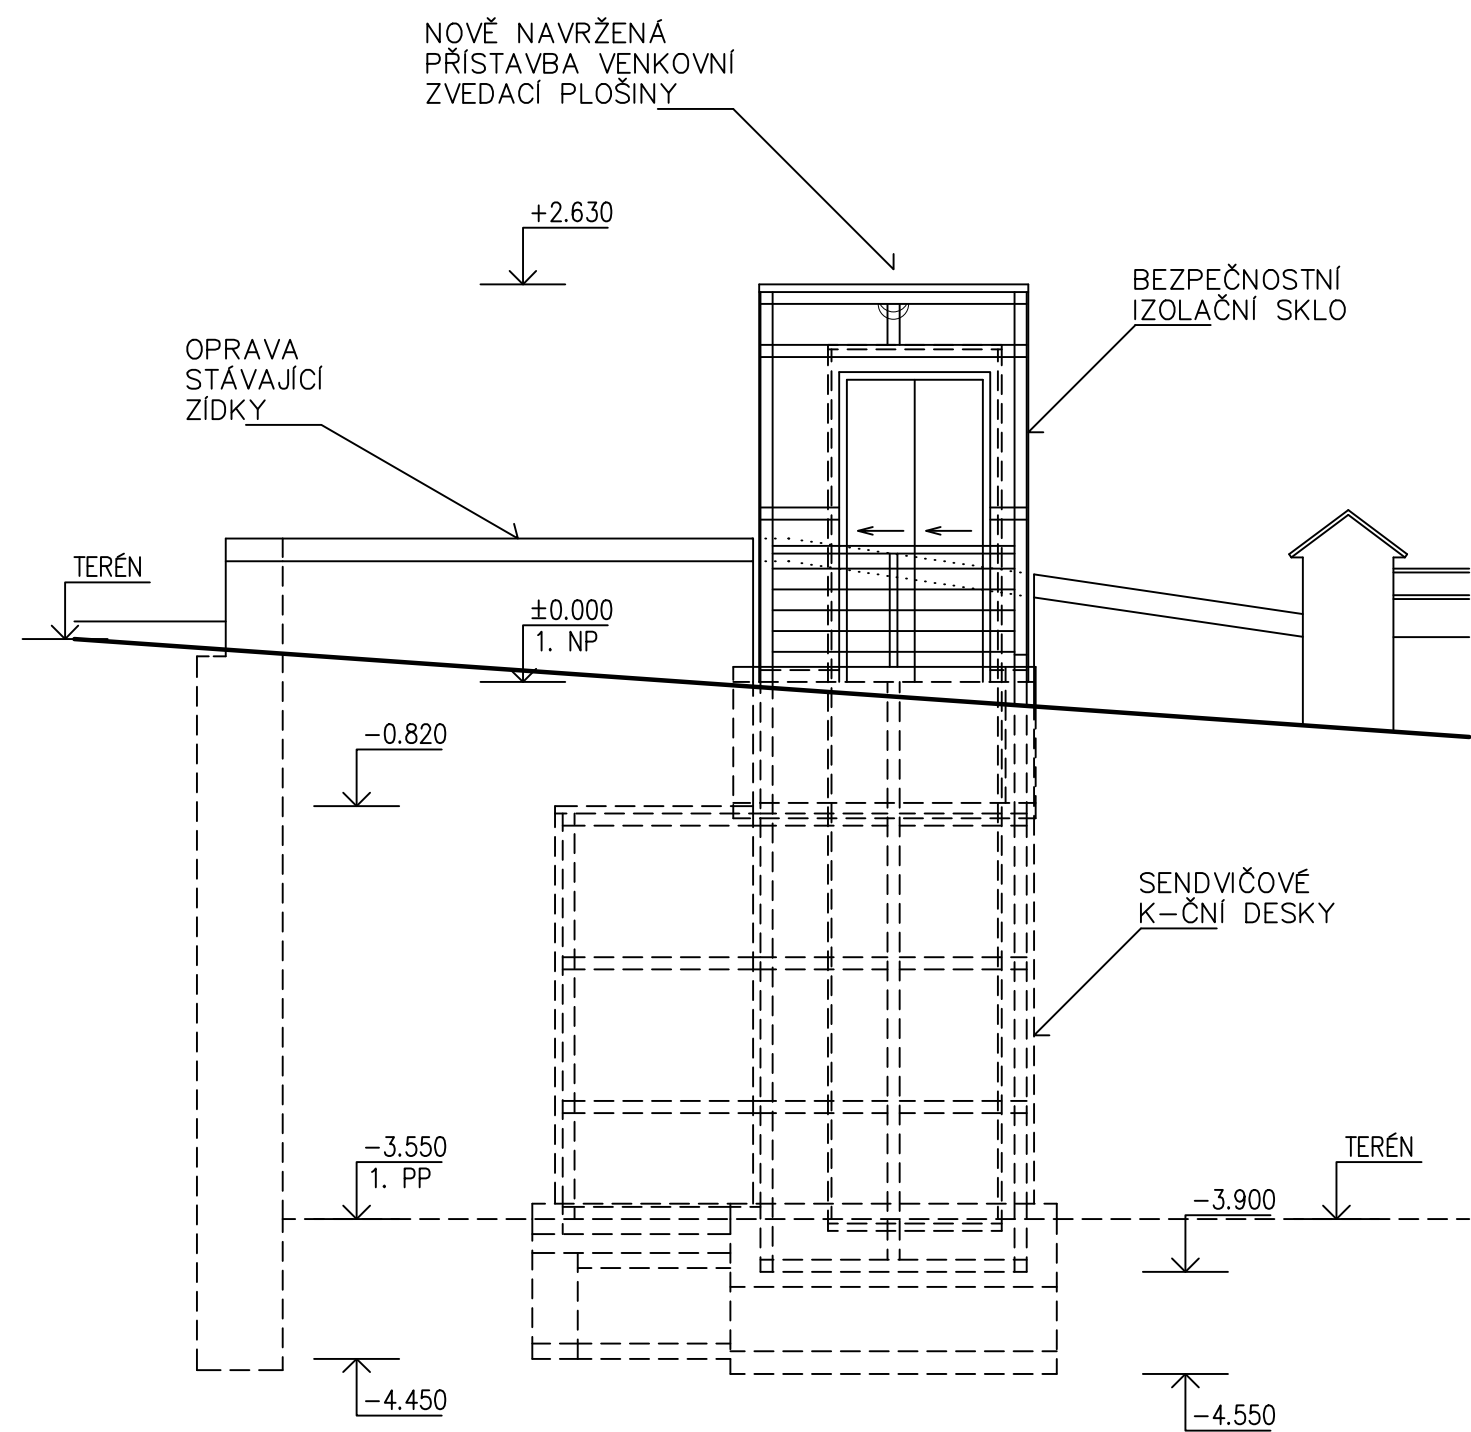 NOVĚ NAVRŽENÁ
PŘÍSTAVBA VENKOVNÍ
ZVEDACÍ PLOŠINY
+2.630
BEZPEČNOSTNÍ
IZOLAČNÍ SKLO
OPRAVA
STÁVAJÍCÍ
ZÍDKY
TERÉN
±0.000
1. NP
-0.820
SENDVIČOVÉ
K-ČNÍ DESKY
-3.550
1. PP
TERÉN
-3.900
-4.450
-4.550